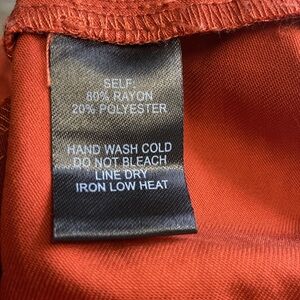 SELF:
80% RAYON
20% POLYESTER
HAND WASH COLD
DO NOT BLEACH
LINE DRY
IRON LOW HEAT